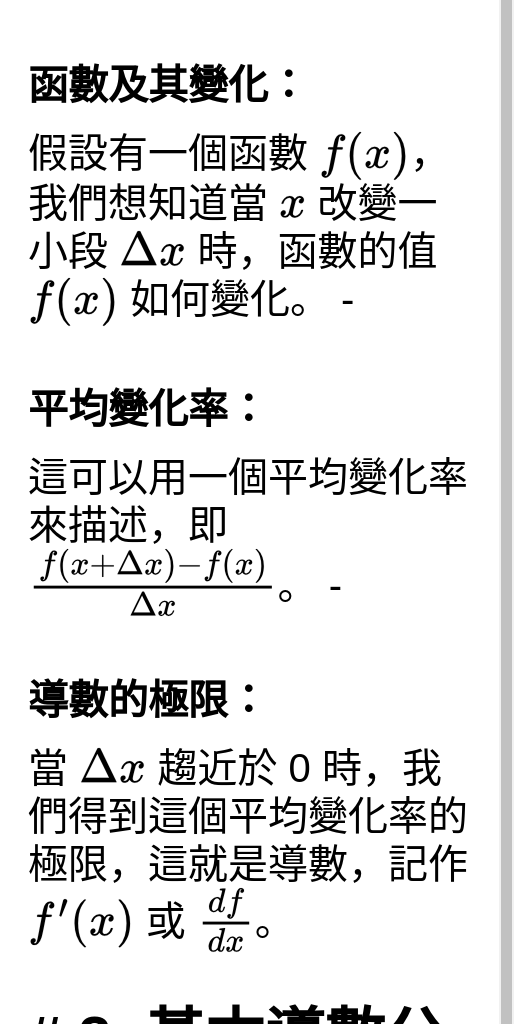 函數及其變化：
假設有一個函數 $f(x)$，
我們想知道當 $x$ 改變一
小段 $\Delta x$ 時，函數的值
$f(x)$ 如何變化。 -
平均變化率：
這可以用一個平均變化率
來描述，即
$\frac{f(x+\Delta x)-f(x)}{\Delta x}$。 -
導數的極限：
當 $\Delta x$ 趨近於 0 時，我
們得到這個平均變化率的
極限，這就是導數，記作
$f'(x)$ 或 $\frac{df}{dx}$。